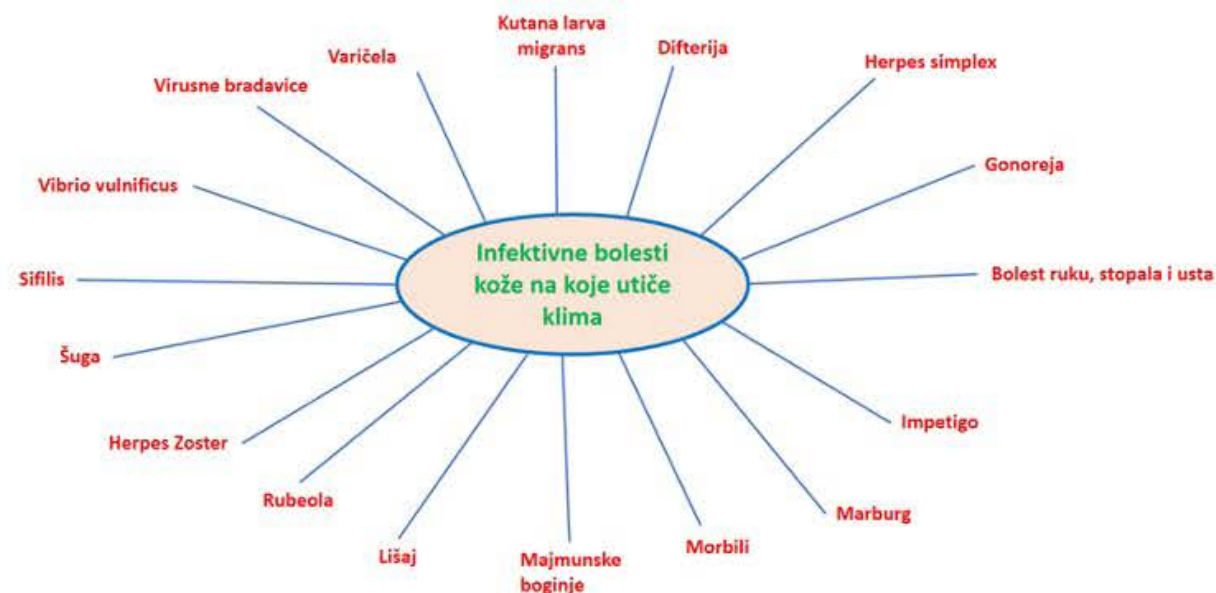 Kutana larva
migrans
Difterija
Herpes simplex
Gonoreja
Bolest ruku, stopala i usta
Impetigo
Marburg
Morbili
Majmunske
boginje
Lišaj
Rubeola
Herpes Zoster
Šuga
Sifilis
Vibrio vulnificus
Virusne bradavice
Varičela
Infektivne bolesti
kože na koje utiče
klima